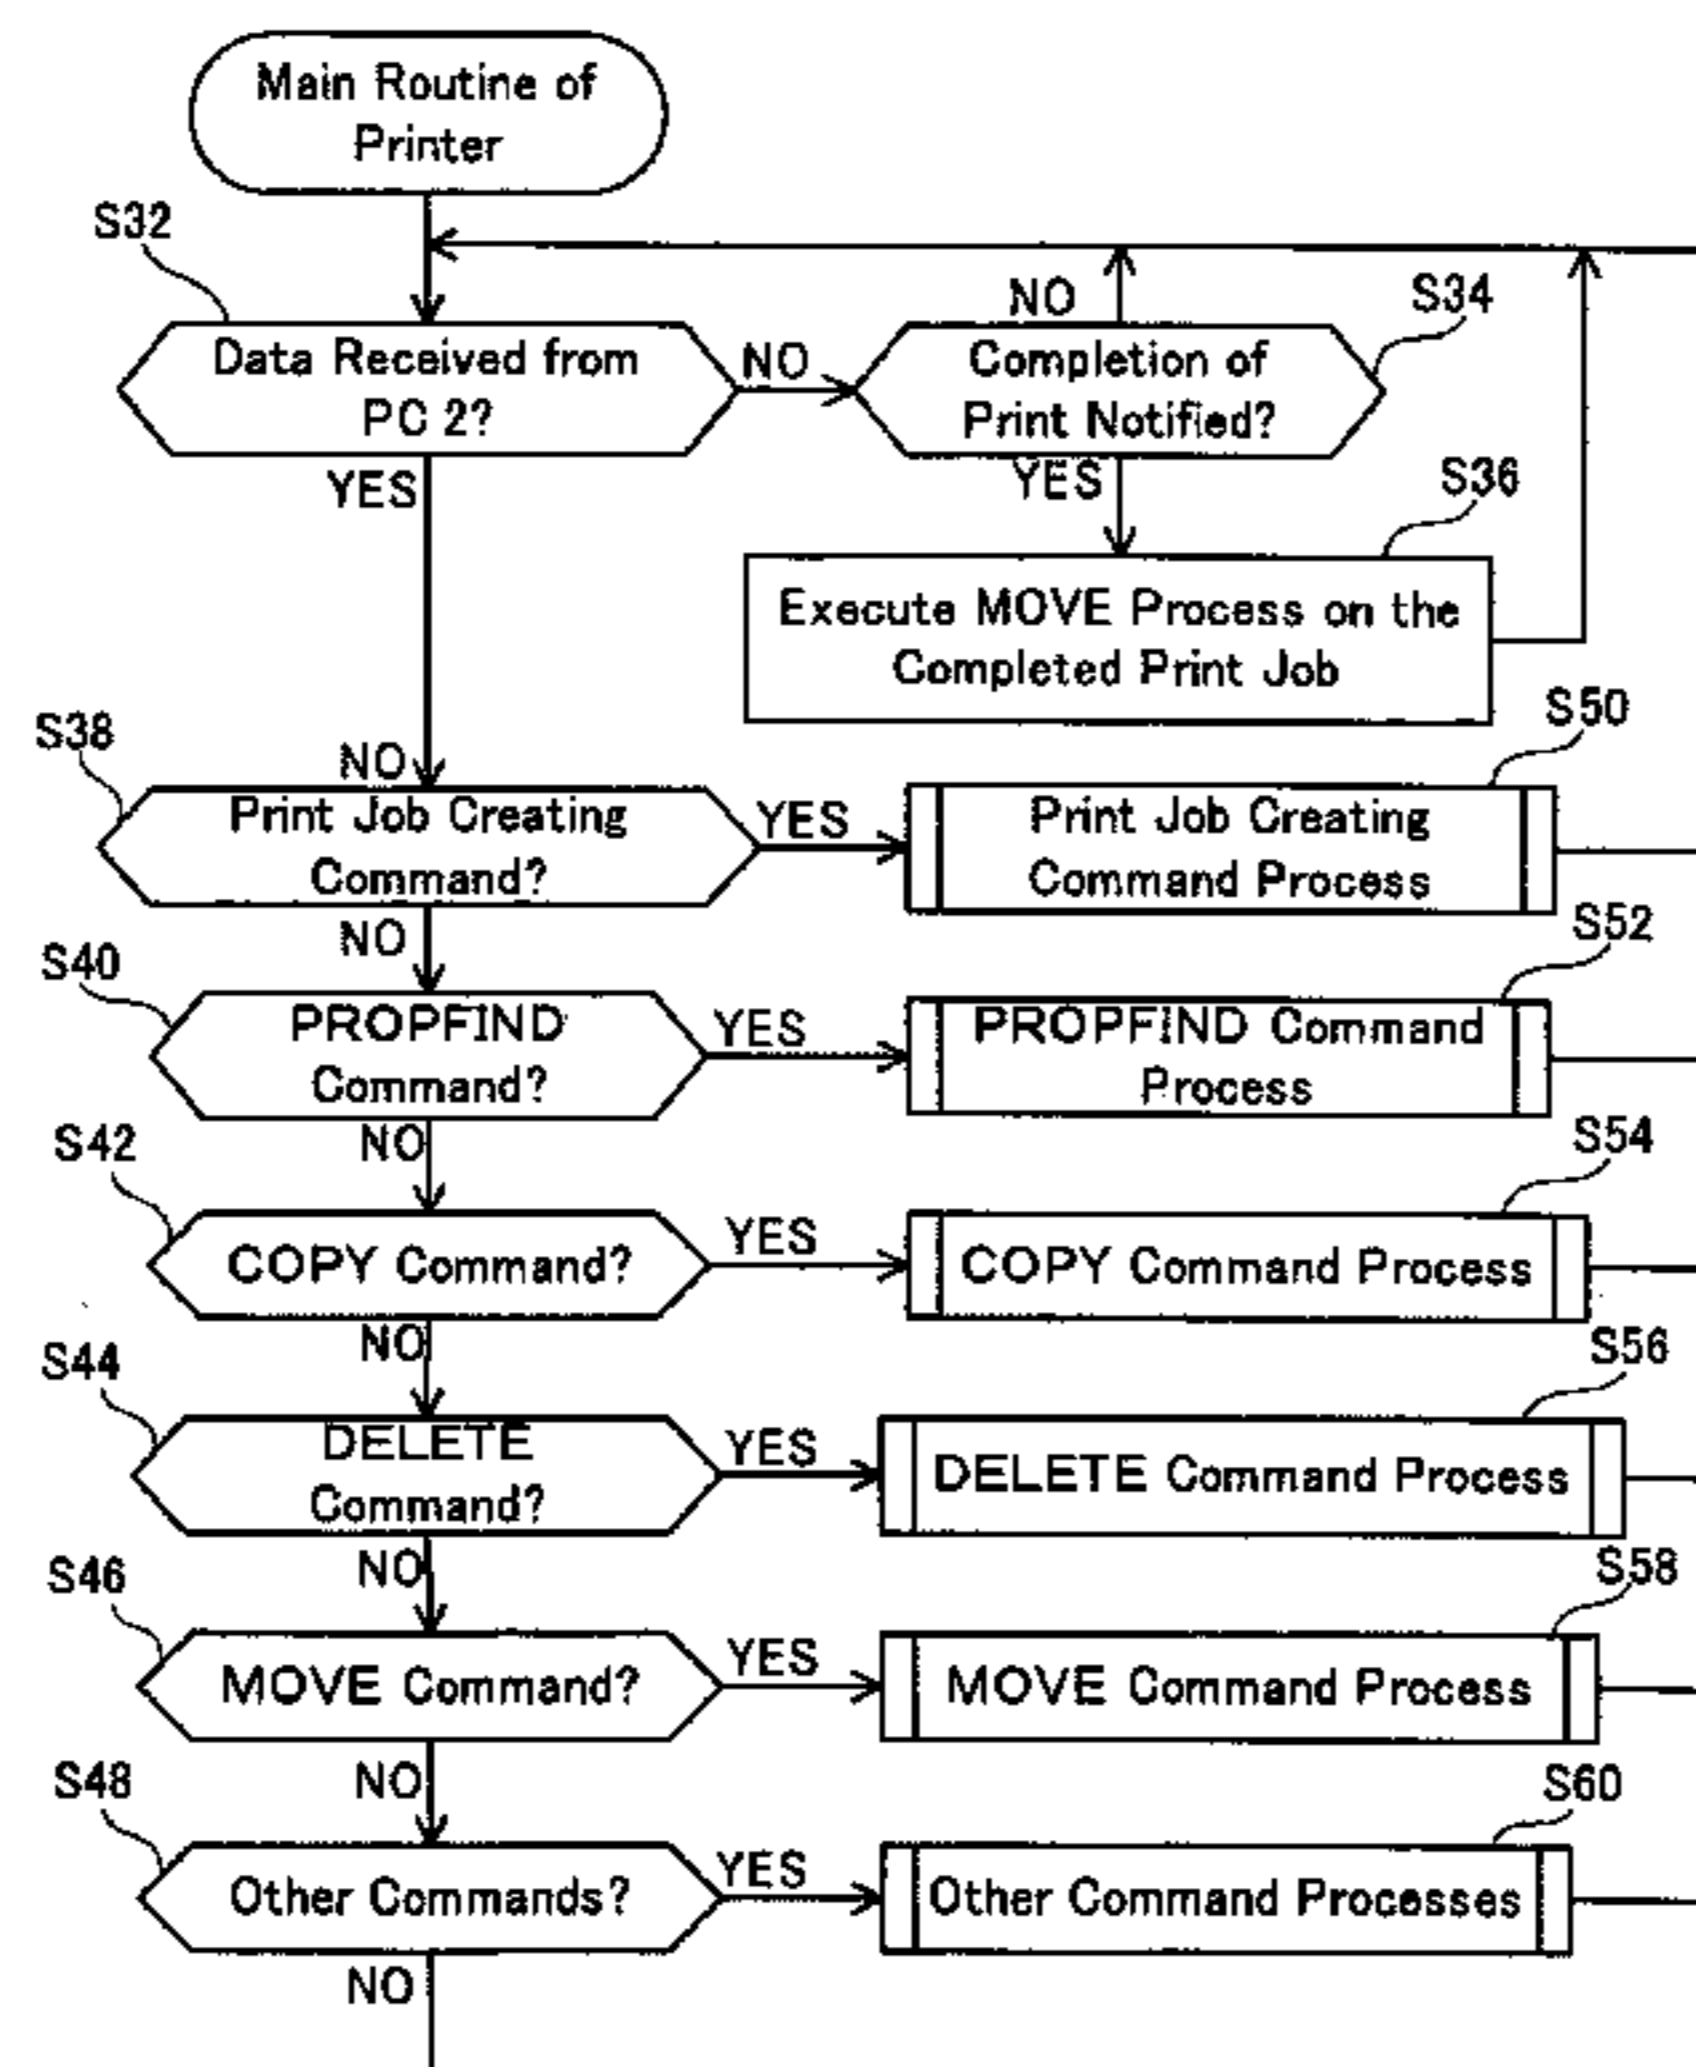 Main Routine of
Printer
S32
Data Received from
PC 2?
NO
NO
S34
Completion of
Print Notified?
YES
YES
S36
Execute MOVE Process on the
Completed Print Job
S38
NO
Print Job Creating
Command?
YES
S50
Print Job Creating
Command Process
NO
S40
PROPFIND
Command?
YES
S52
PROPFIND Command
Process
NO
S42
COPY Command?
YES
S54
COPY Command Process
NO
S44
DELETE
Command?
YES
S56
DELETE Command Process
NO
S46
MOVE Command?
YES
S58
MOVE Command Process
NO
S48
Other Commands?
YES
S60
Other Command Processes
NO